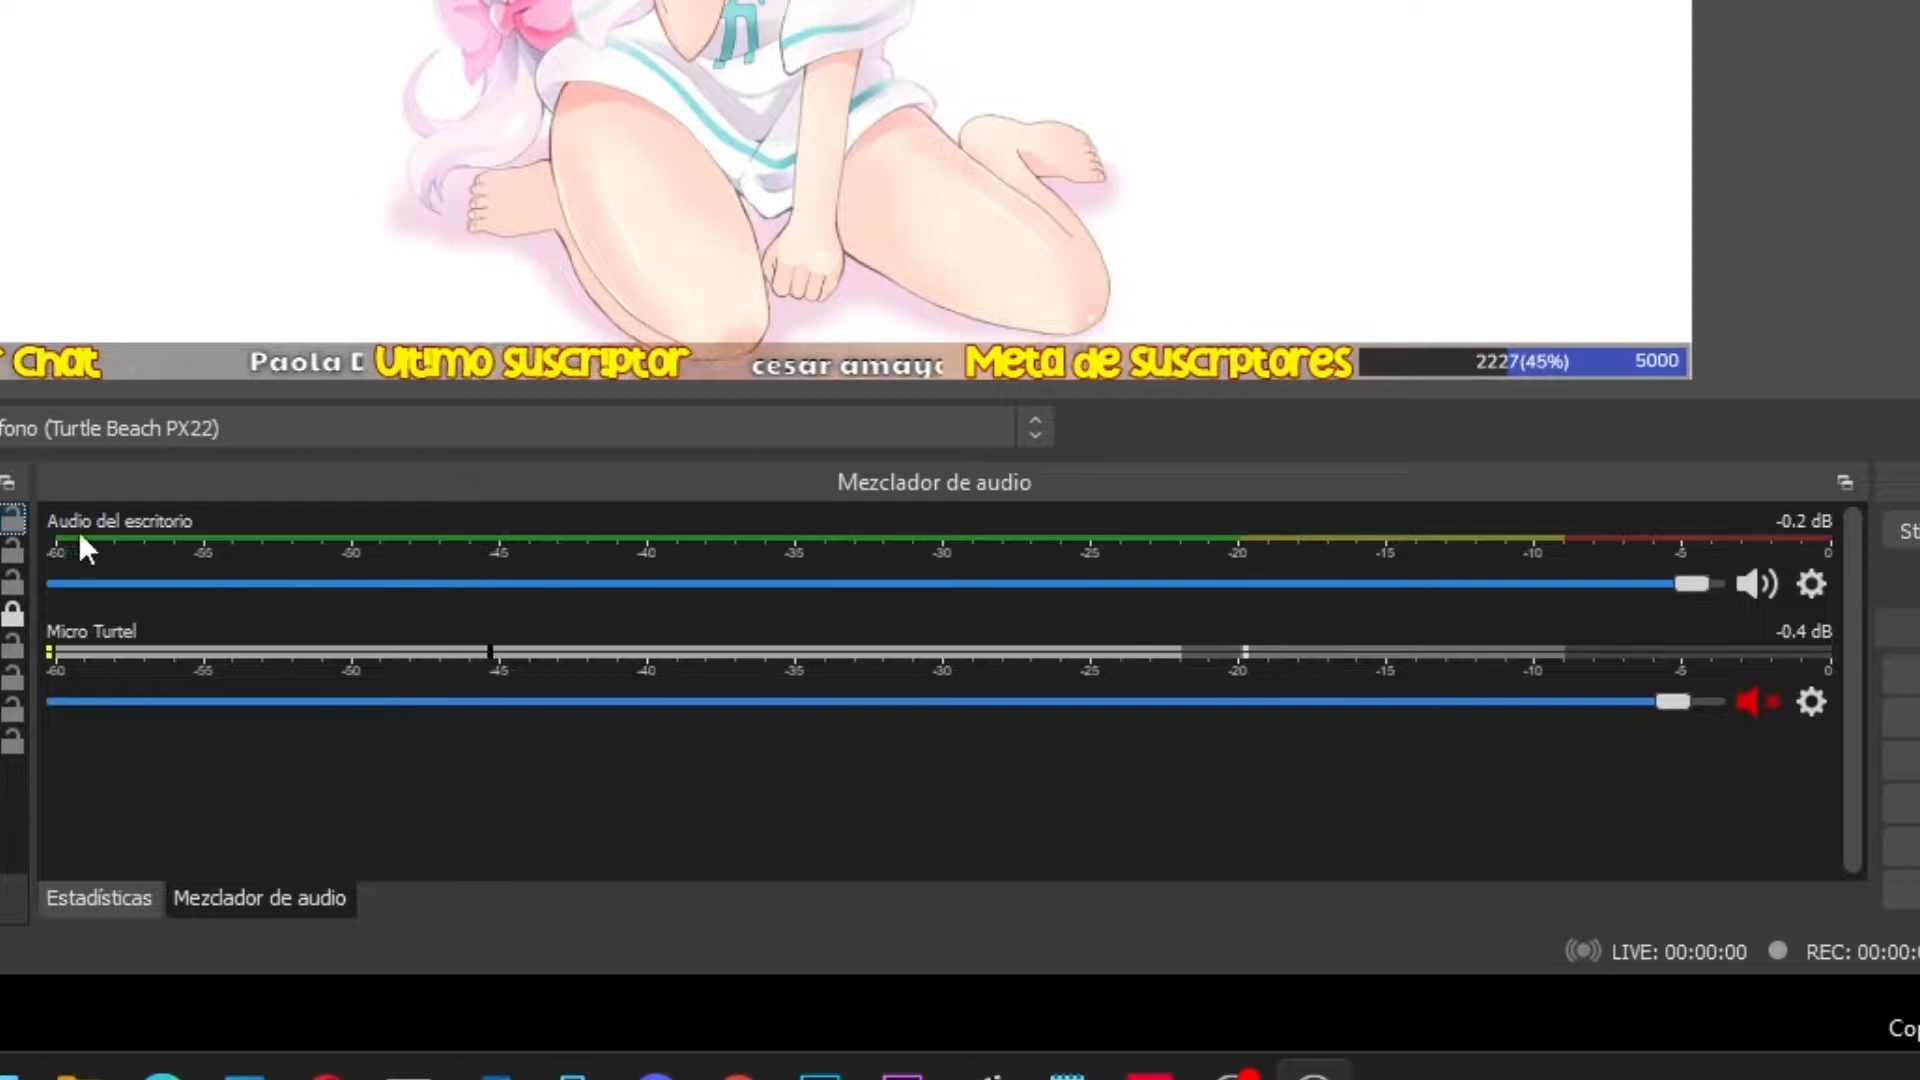 Chat Paola D Ultimo suscriptor cesar amaya Meta de suscrptores 2227(45%) 5000
fono (Turtle Beach PX22)
Mezclador de audio
Audio del escritorio -0.2 dB
-60 -55 -50 -45 -40 -35 -30 -25 -20 -15 -10 -5 0
Micro Turtel -0.4 dB
-60 -55 -50 -45 -40 -35 -30 -25 -20 -15 -10 -5 0
Estadísticas Mezclador de audio
LIVE: 00:00:00 REC: 00:00: